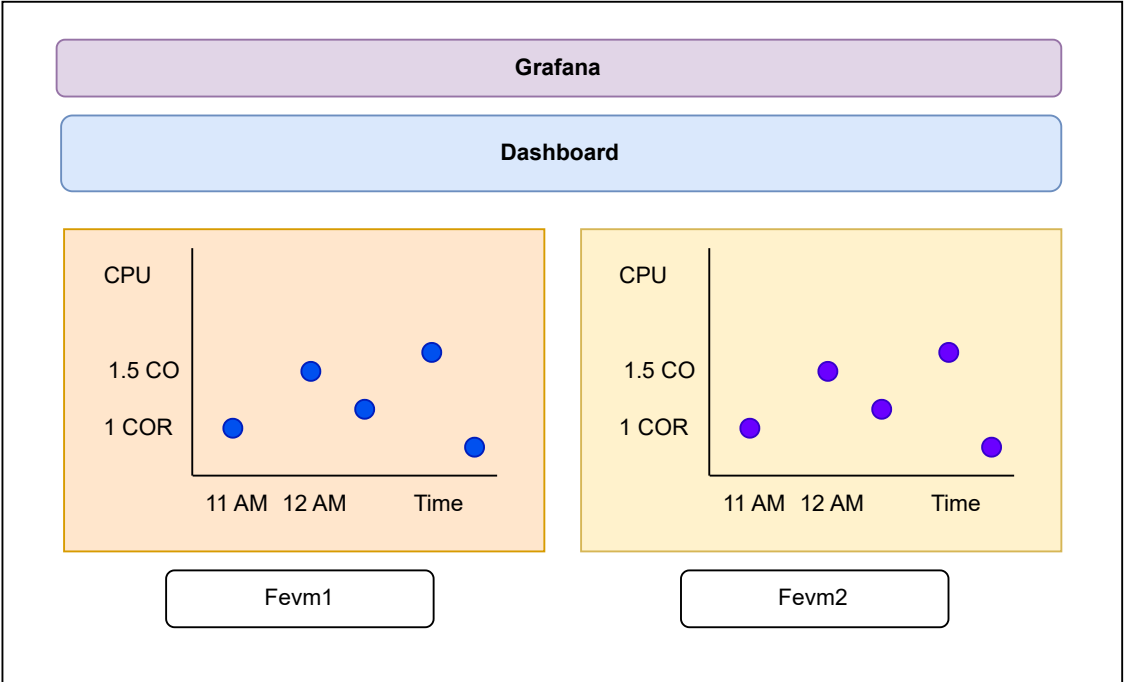 Grafana
Dashboard
CPU
1.5 CO
1 COR
11 AM 12 AM Time
CPU
1.5 CO
1 COR
11 AM 12 AM Time
Fevm1
Fevm2